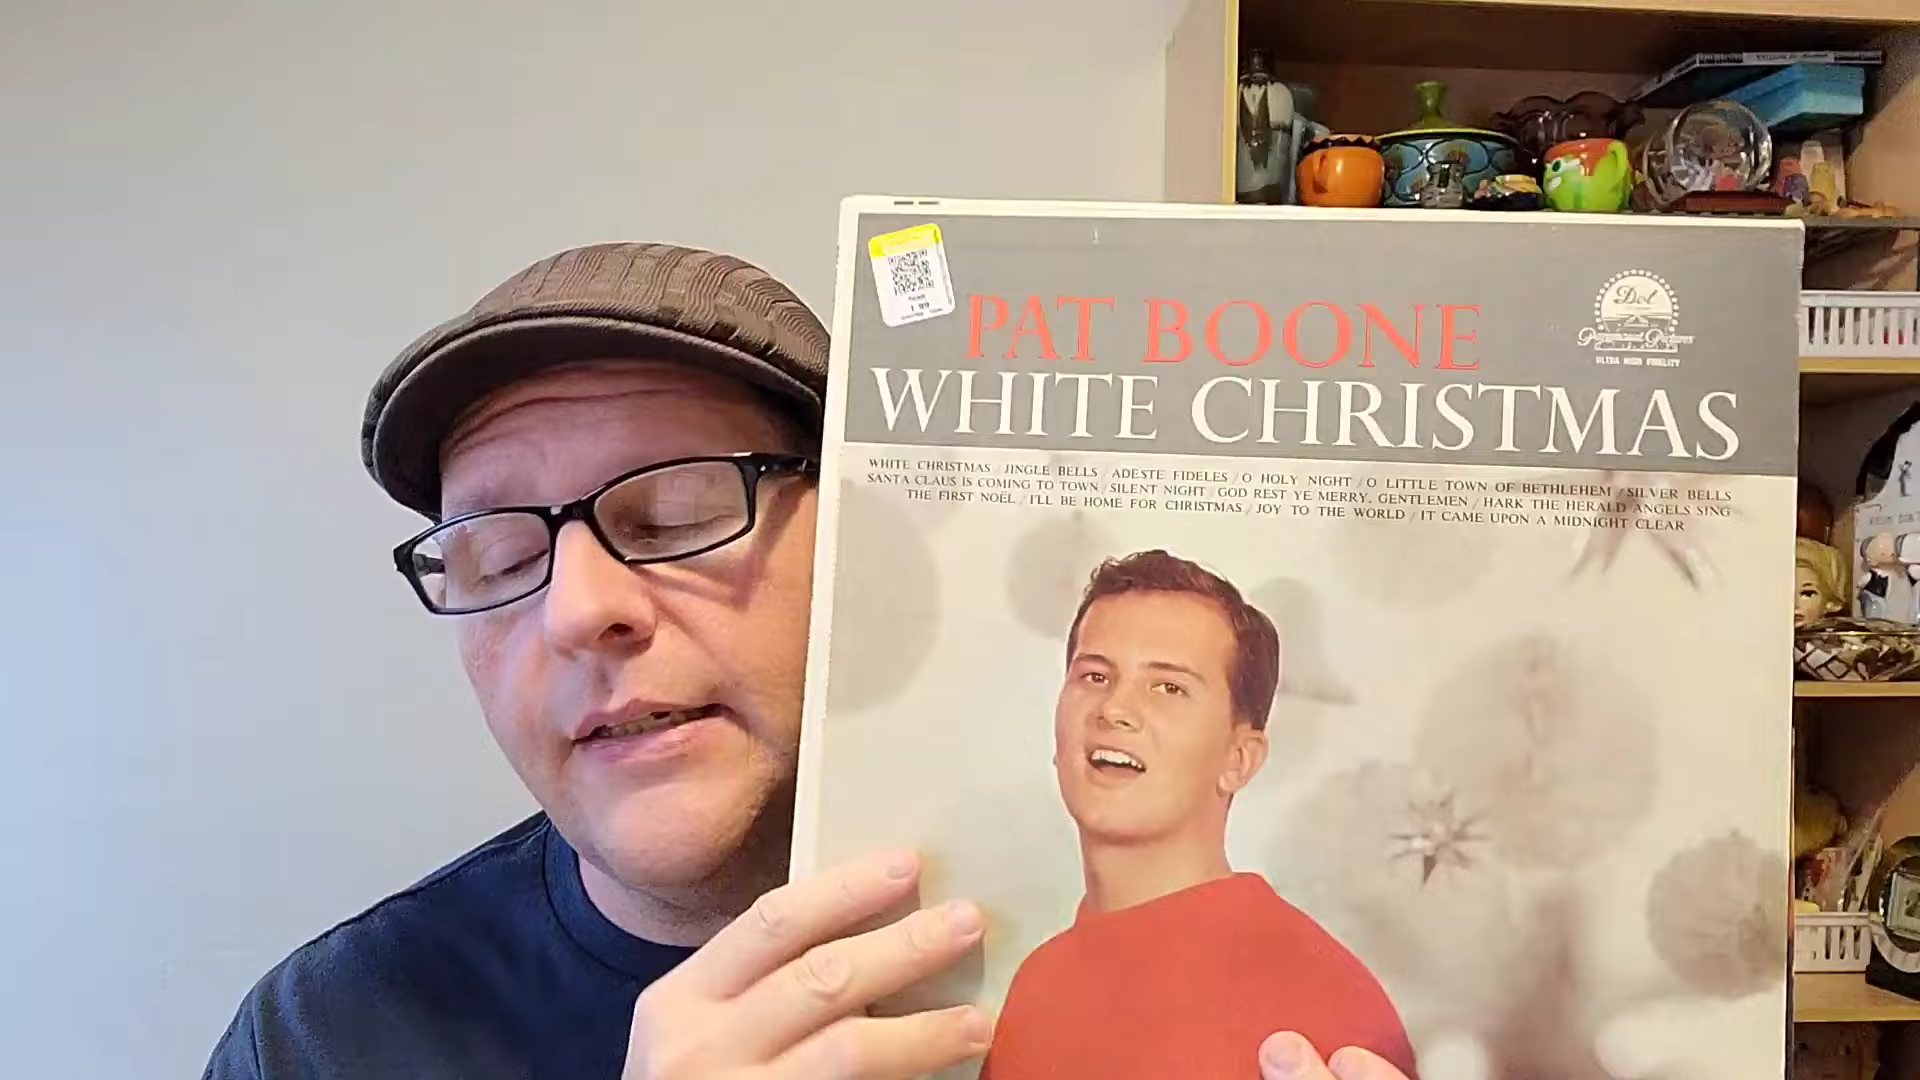 PAT BOONE
WHITE CHRISTMAS
Dot
Paramount Pictures
ULTRA HIGH FIDELITY
WHITE CHRISTMAS / JINGLE BELLS / ADESTE FIDELES / O HOLY NIGHT / O LITTLE TOWN OF BETHLEHEM / SILVER BELLS
SANTA CLAUS IS COMING TO TOWN / SILENT NIGHT / GOD REST YE MERRY, GENTLEMEN / HARK THE HERALD ANGELS SING
THE FIRST NOËL / I'LL BE HOME FOR CHRISTMAS / JOY TO THE WORLD / IT CAME UPON A MIDNIGHT CLEAR